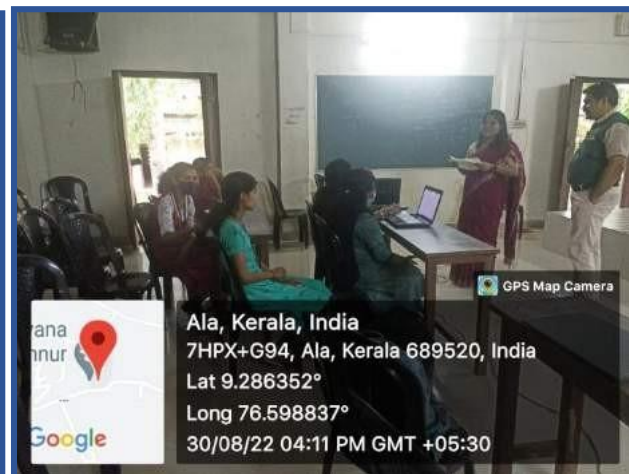 GPS Map Camera
Ala, Kerala, India
7HPX+G94, Ala, Kerala 689520, India
Lat 9.286352°
Long 76.598837°
30/08/22 04:11 PM GMT +05:30
yana
nnur
Google